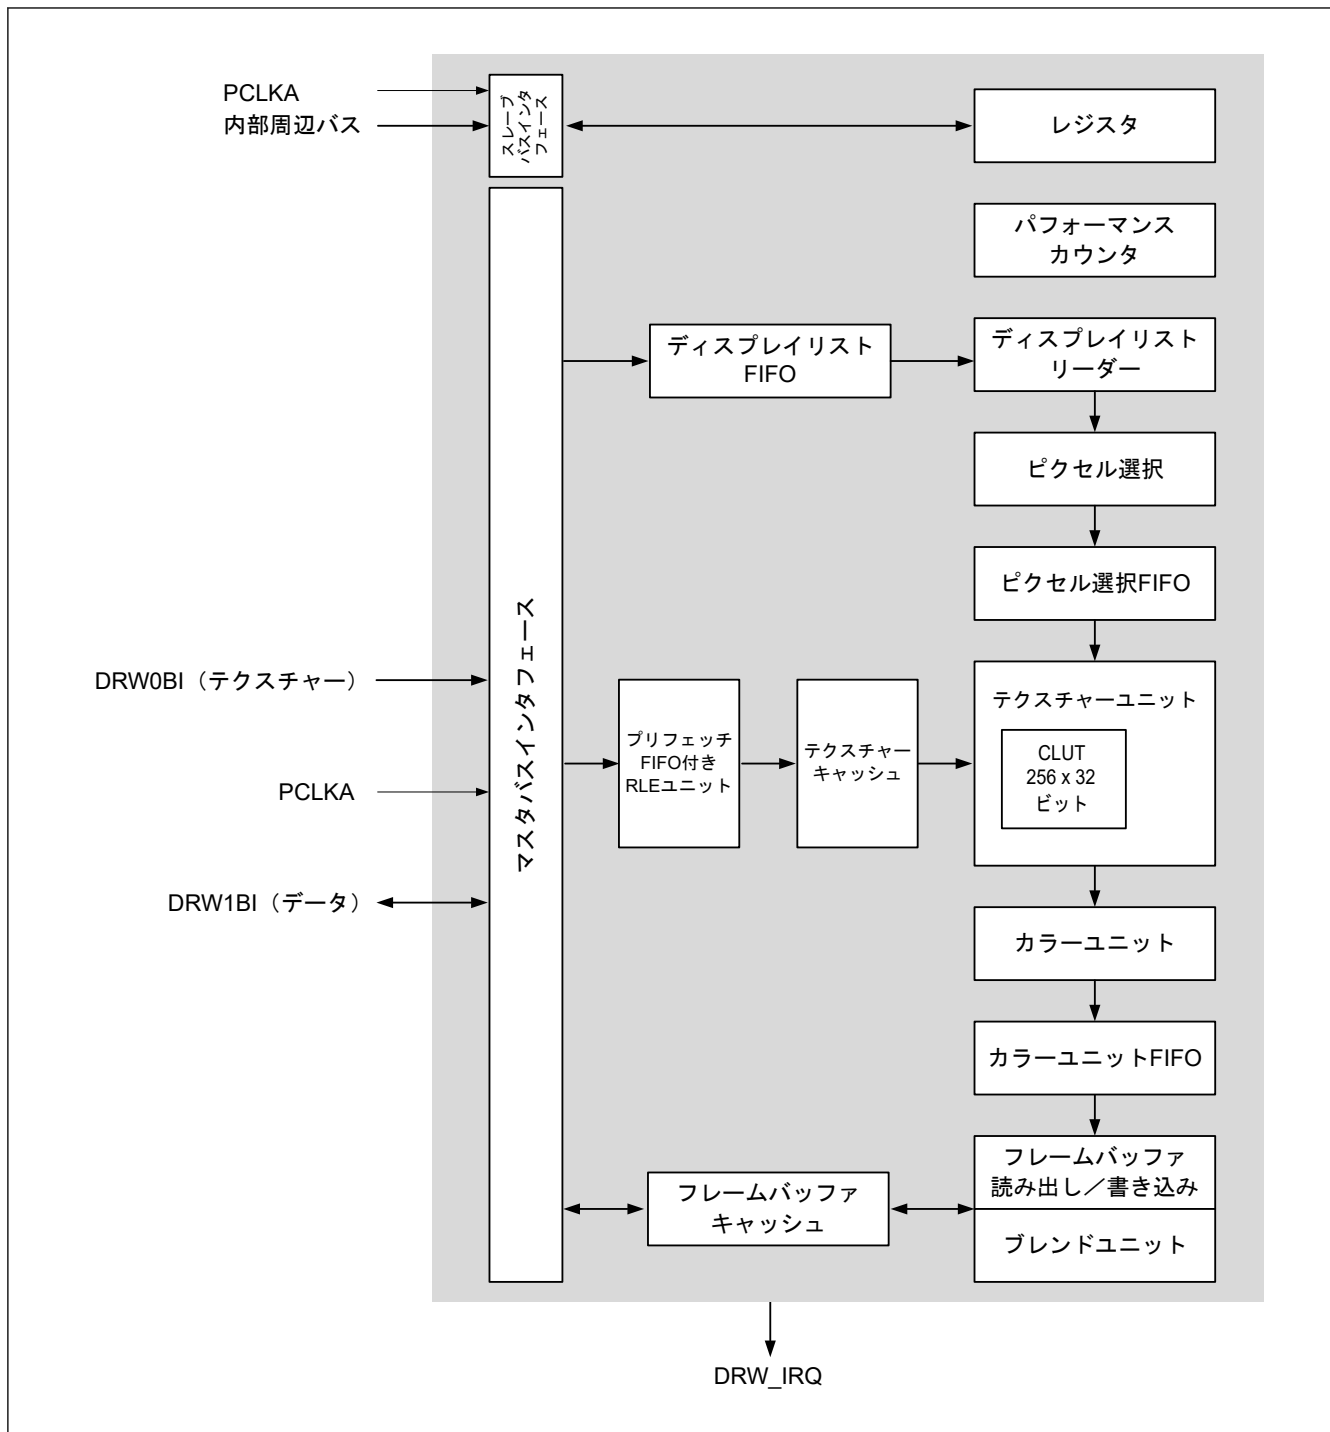 PCLKA
内部周辺バス
スレーブ
バスインタ
フェース
レジスタ
パフォーマンス
カウンタ
ディスプレイリスト
FIFO
ディスプレイリスト
リーダー
ピクセル選択
ピクセル選択FIFO
マスタバスインタフェース
DRW0BI（テクスチャー）
PCLKA
DRW1BI（データ）
プリフェッチ
FIFO付き
RLEユニット
テクスチャー
キャッシュ
テクスチャーユニット
CLUT
256 x 32
ビット
カラーユニット
カラーユニットFIFO
フレームバッファ
キャッシュ
フレームバッファ
読み出し／書き込み
ブレンドユニット
DRW_IRQ